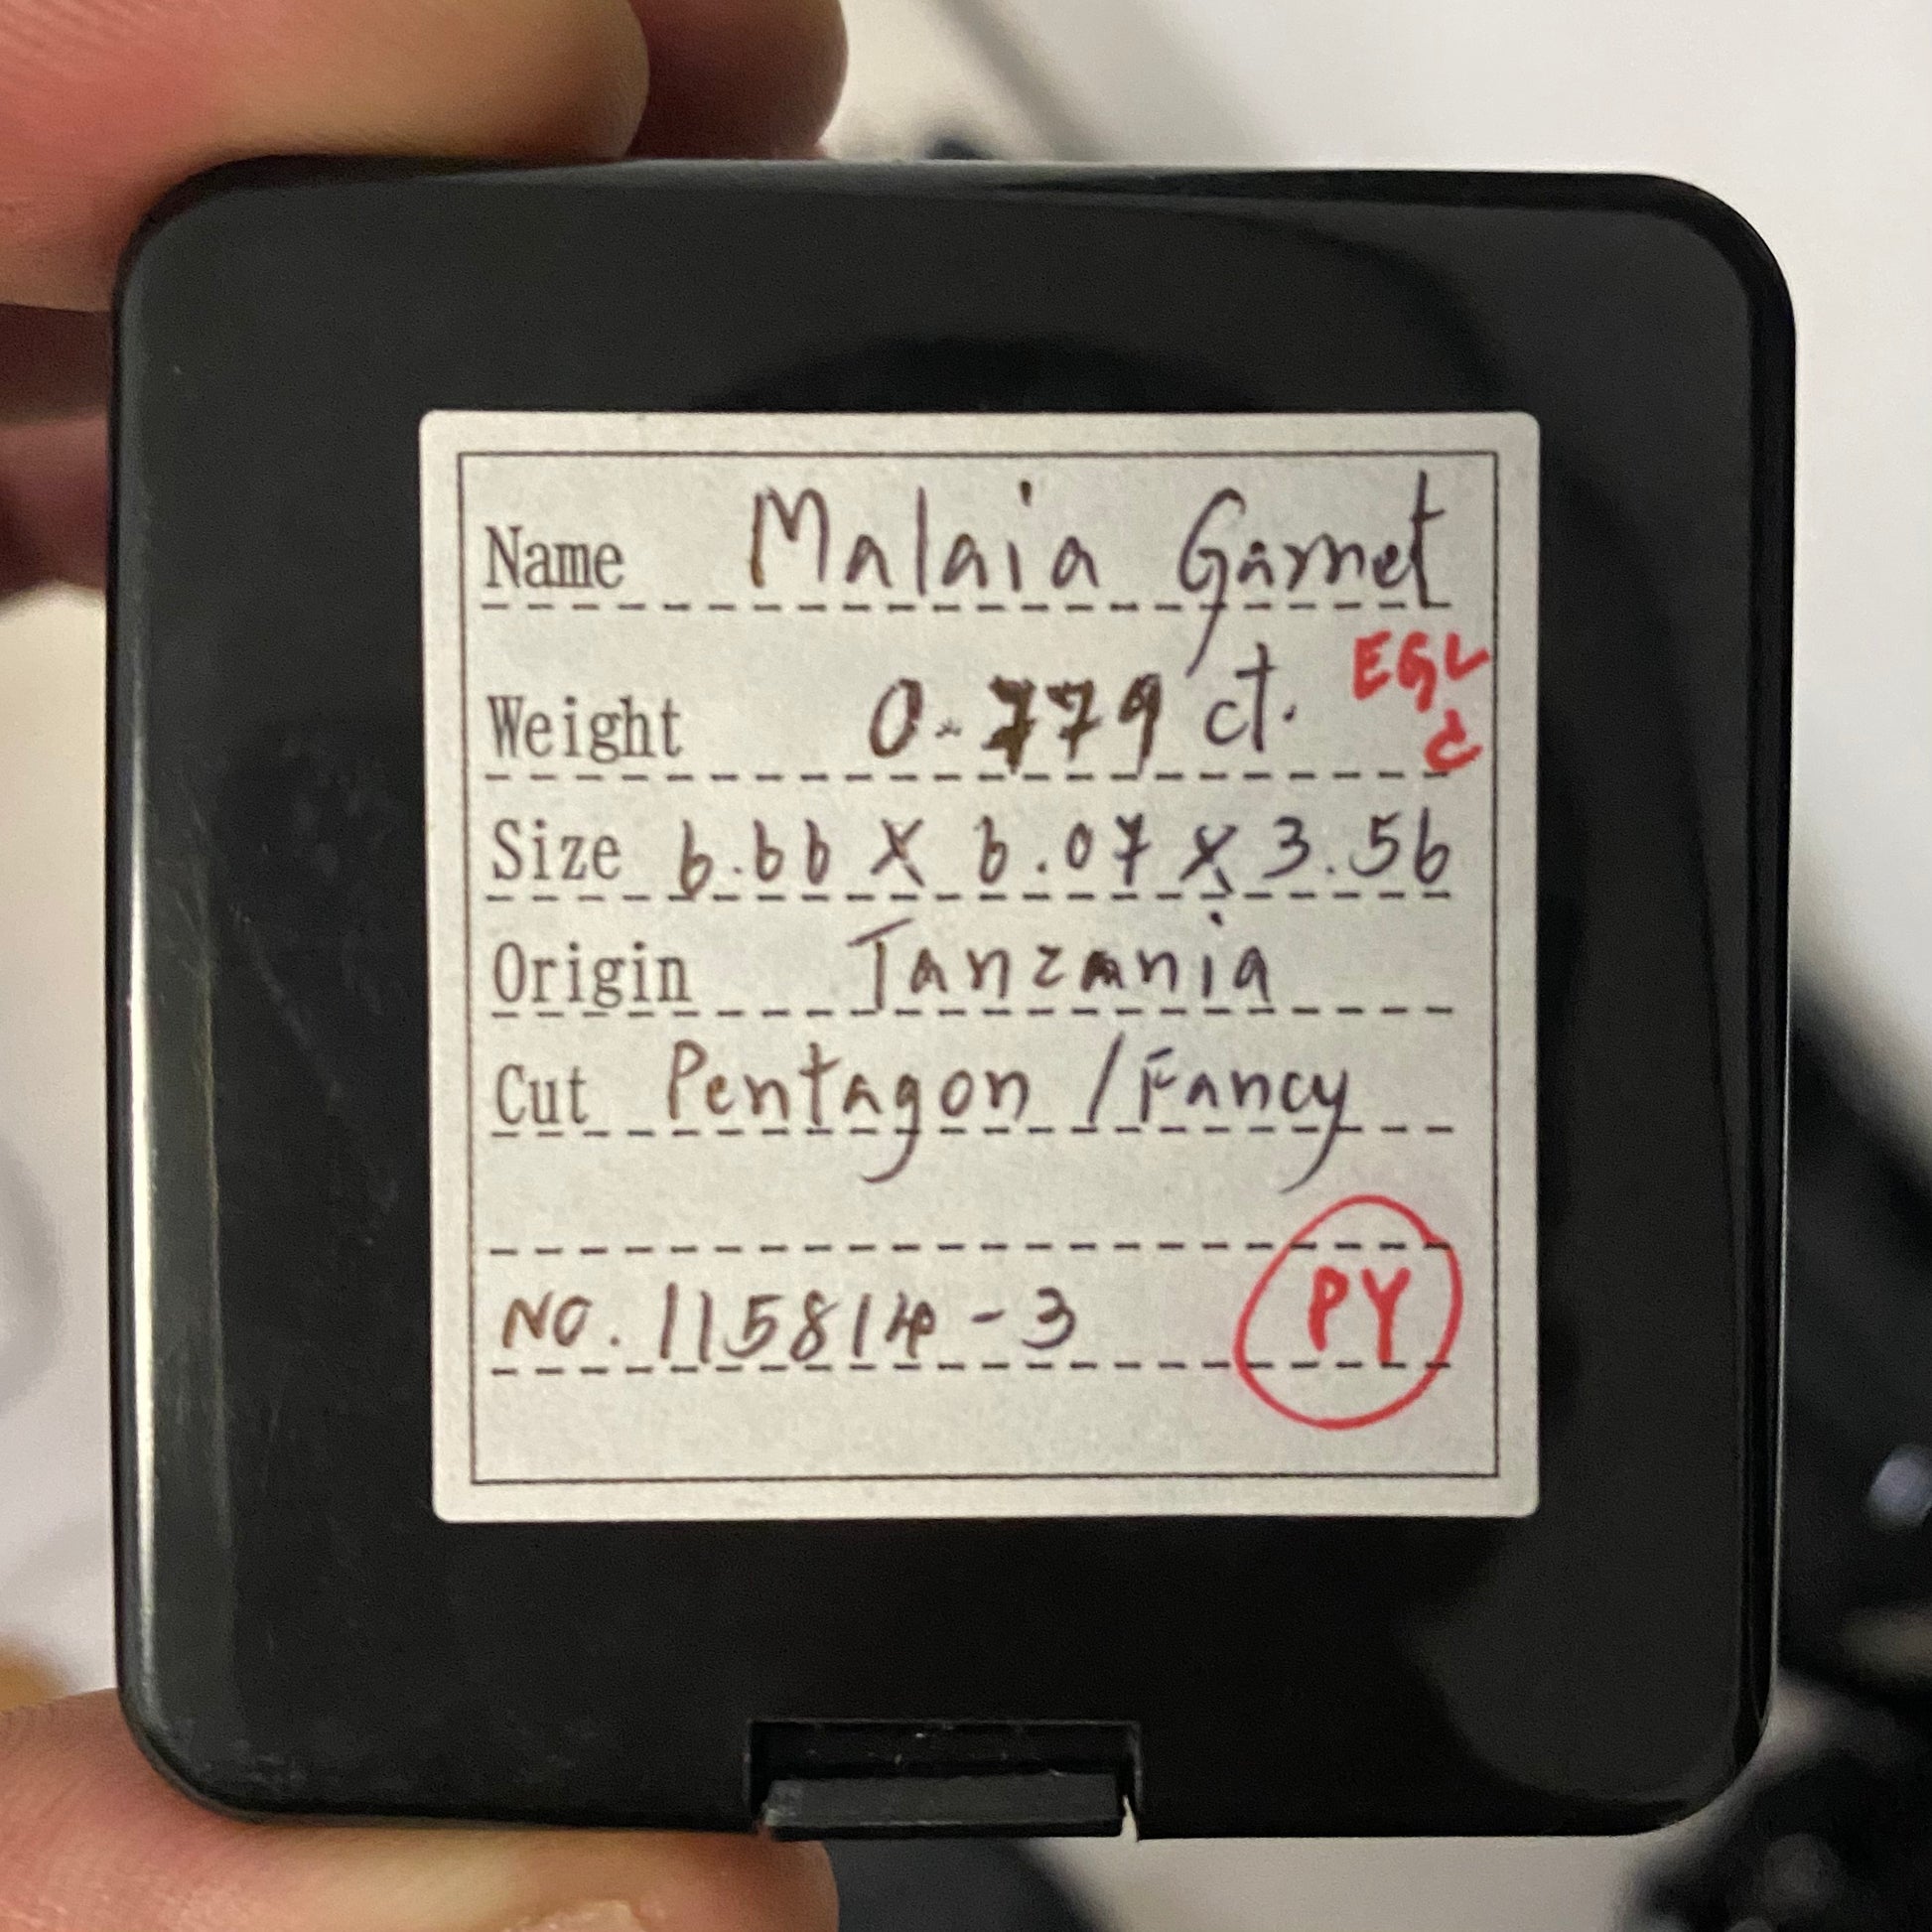 Name Malaia Garnet
Weight 0.779 ct. EGL
c
Size 6.66 X 6.07 X 3.56
Origin Tanzania
Cut Pentagon / Fancy
NO. 115814-3 PY